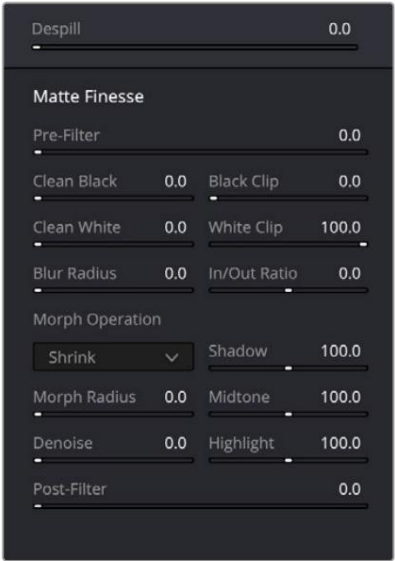 Despill 0.0
Matte Finesse
Pre-Filter 0.0
Clean Black 0.0 Black Clip 0.0
Clean White 0.0 White Clip 100.0
Blur Radius 0.0 In/Out Ratio 0.0
Morph Operation
Shrink Shadow 100.0
Morph Radius 0.0 Midtone 100.0
Denoise 0.0 Highlight 100.0
Post-Filter 0.0